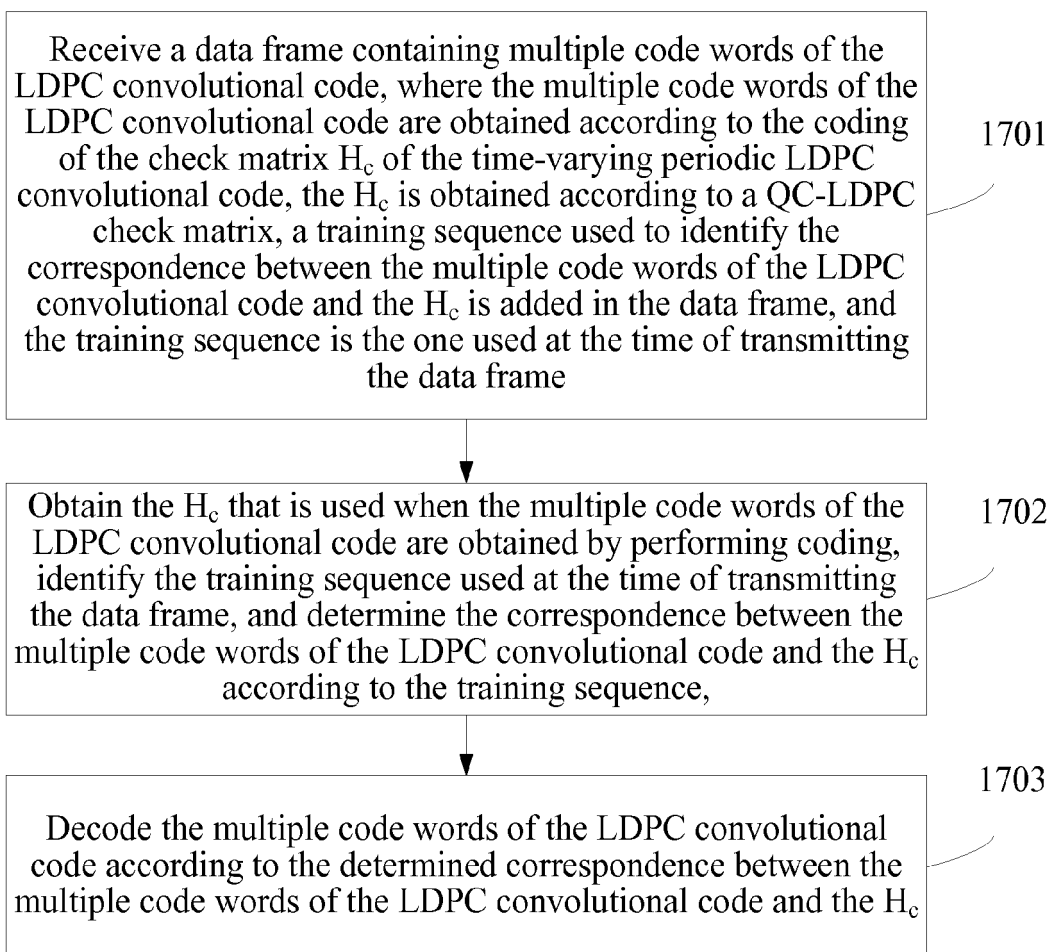 Receive a data frame containing multiple code words of the
LDPC convolutional code, where the multiple code words of the
LDPC convolutional code are obtained according to the coding
of the check matrix Hc of the time-varying periodic LDPC
convolutional code, the Hc is obtained according to a QC-LDPC
check matrix, a training sequence used to identify the
correspondence between the multiple code words of the LDPC
convolutional code and the Hc is added in the data frame, and
the training sequence is the one used at the time of transmitting
the data frame
1701
Obtain the Hc that is used when the multiple code words of the
LDPC convolutional code are obtained by performing coding,
identify the training sequence used at the time of transmitting
the data frame, and determine the correspondence between the
multiple code words of the LDPC convolutional code and the Hc
according to the training sequence,
1702
Decode the multiple code words of the LDPC convolutional
code according to the determined correspondence between the
multiple code words of the LDPC convolutional code and the Hc
1703